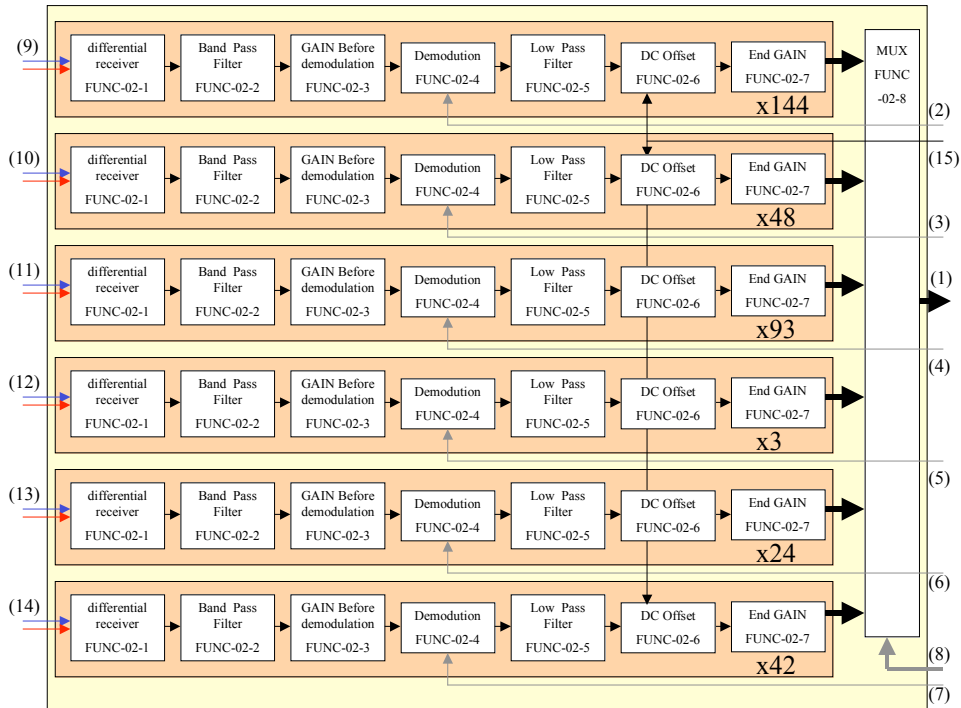 (9)
differential
receiver
FUNC-02-1
Band Pass
Filter
FUNC-02-2
GAIN Before
demodulation
FUNC-02-3
Demodution
FUNC-02-4
Low Pass
Filter
FUNC-02-5
DC Offset
FUNC-02-6
End GAIN
FUNC-02-7
x144
MUX
FUNC
-02-8
(2)
(10)
differential
receiver
FUNC-02-1
Band Pass
Filter
FUNC-02-2
GAIN Before
demodulation
FUNC-02-3
Demodution
FUNC-02-4
Low Pass
Filter
FUNC-02-5
DC Offset
FUNC-02-6
End GAIN
FUNC-02-7
x48
(15)
(3)
(11)
differential
receiver
FUNC-02-1
Band Pass
Filter
FUNC-02-2
GAIN Before
demodulation
FUNC-02-3
Demodution
FUNC-02-4
Low Pass
Filter
FUNC-02-5
DC Offset
FUNC-02-6
End GAIN
FUNC-02-7
x93
(1)
(4)
(12)
differential
receiver
FUNC-02-1
Band Pass
Filter
FUNC-02-2
GAIN Before
demodulation
FUNC-02-3
Demodution
FUNC-02-4
Low Pass
Filter
FUNC-02-5
DC Offset
FUNC-02-6
End GAIN
FUNC-02-7
x3
(5)
(13)
differential
receiver
FUNC-02-1
Band Pass
Filter
FUNC-02-2
GAIN Before
demodulation
FUNC-02-3
Demodution
FUNC-02-4
Low Pass
Filter
FUNC-02-5
DC Offset
FUNC-02-6
End GAIN
FUNC-02-7
x24
(6)
(14)
differential
receiver
FUNC-02-1
Band Pass
Filter
FUNC-02-2
GAIN Before
demodulation
FUNC-02-3
Demodution
FUNC-02-4
Low Pass
Filter
FUNC-02-5
DC Offset
FUNC-02-6
End GAIN
FUNC-02-7
x42
(8)
(7)